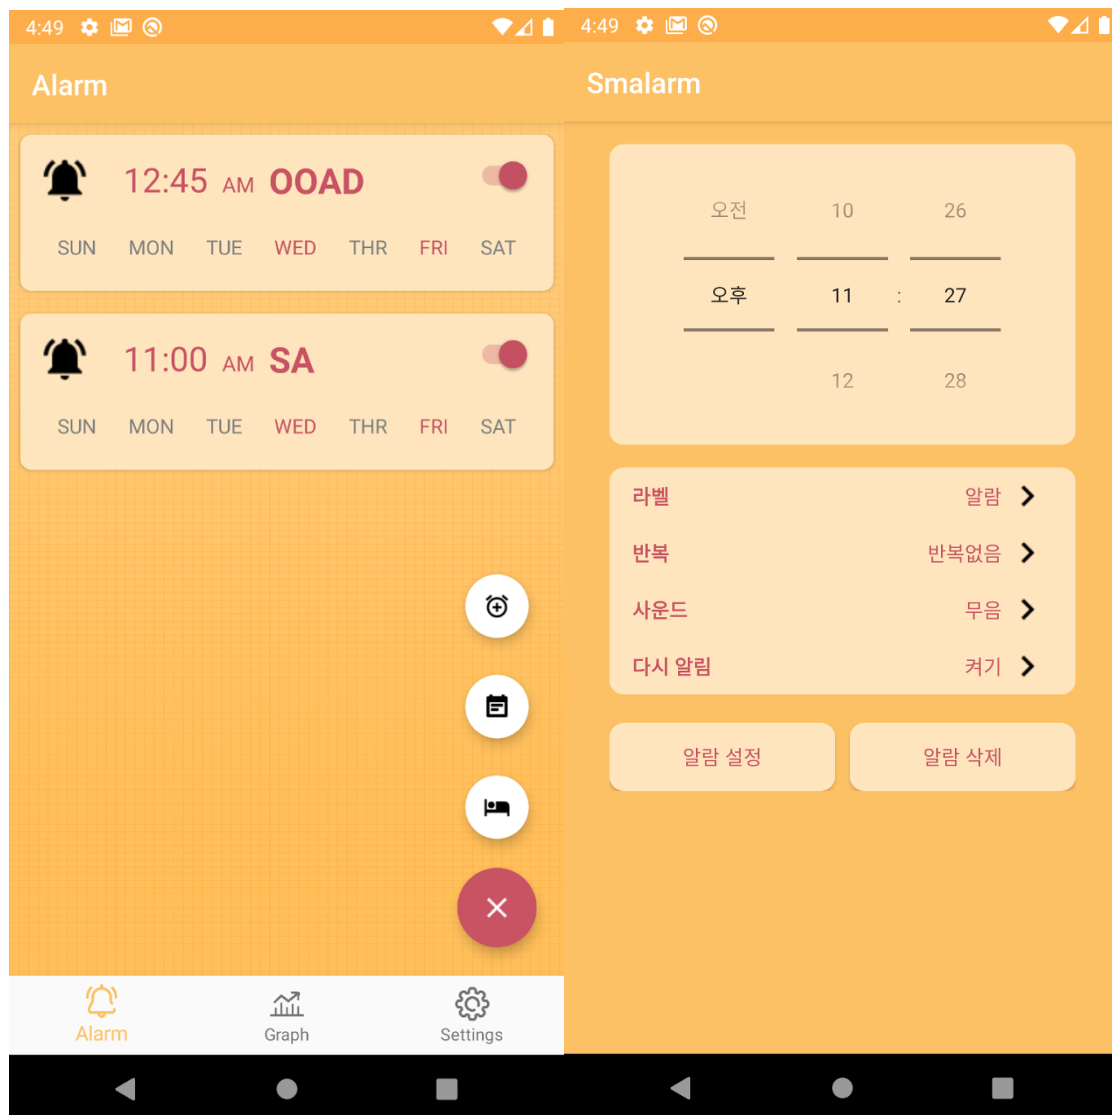 4:49
Alarm
12:45 AM OOAD
SUN MON TUE WED THR FRI SAT
11:00 AM SA
SUN MON TUE WED THR FRI SAT
Alarm Graph Settings
4:49
Smalarm
오전 10 26
오후 11 : 27
12 28
라벨 알람
반복 반복없음
사운드 무음
다시 알림 켜기
알람 설정 알람 삭제